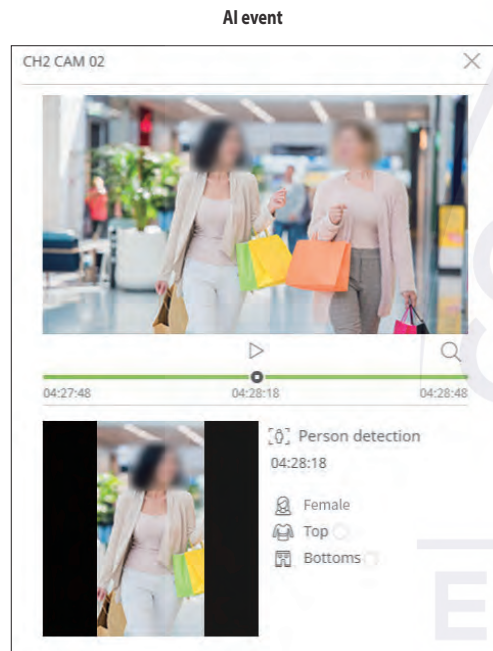 AI event
CH2 CAM 02
04:27:48 04:28:18 04:28:48
Person detection
04:28:18
Female
Top
Bottoms
E